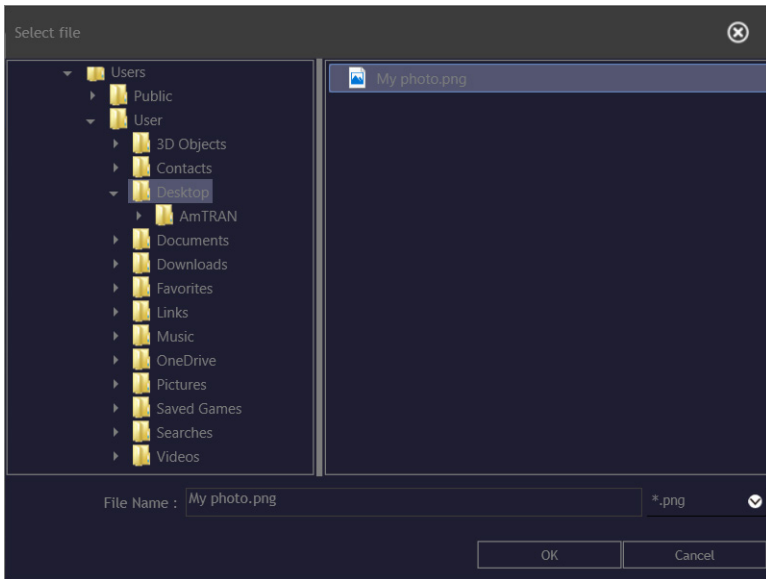 Select file
Users
Public
User
3D Objects
Contacts
Desktop
AmTRAN
Documents
Downloads
Favorites
Links
Music
OneDrive
Pictures
Saved Games
Searches
Videos
My photo.png
File Name : My photo.png *.png
OK Cancel